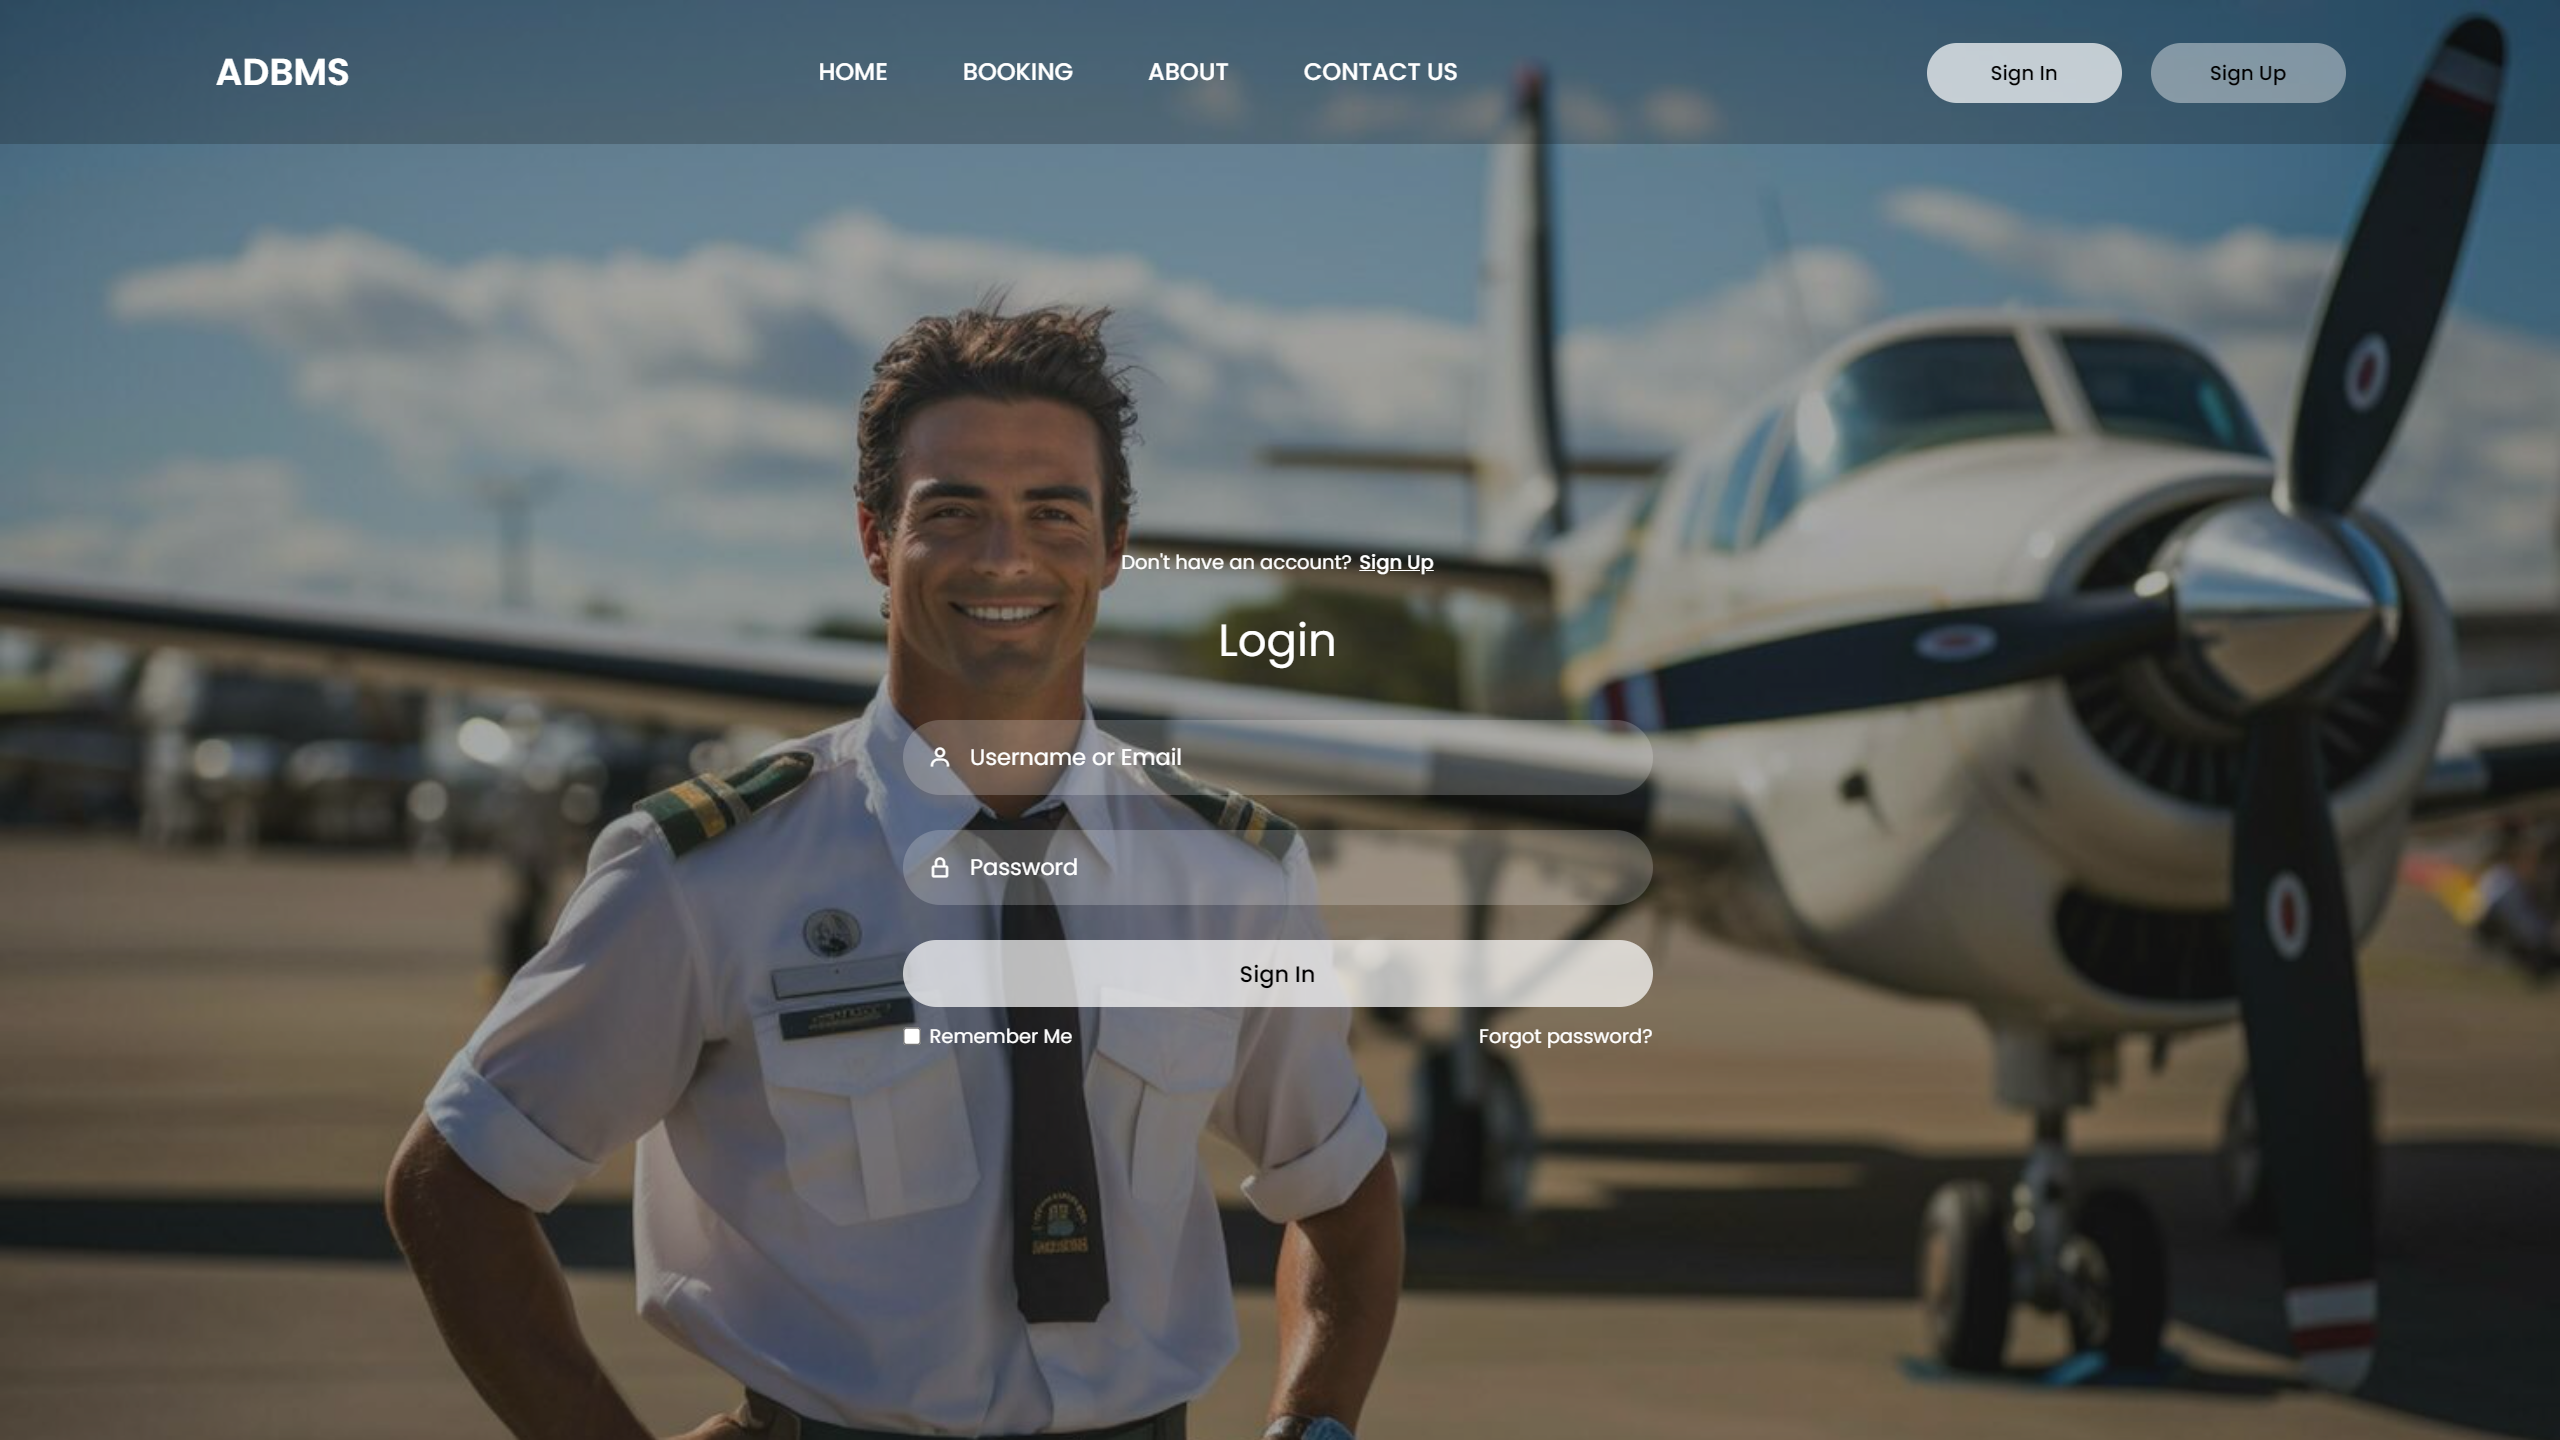 ADBMS
HOME BOOKING ABOUT CONTACT US
Sign In Sign Up
Don't have an account? Sign Up
Login
Username or Email
Password
Sign In
Remember Me Forgot password?